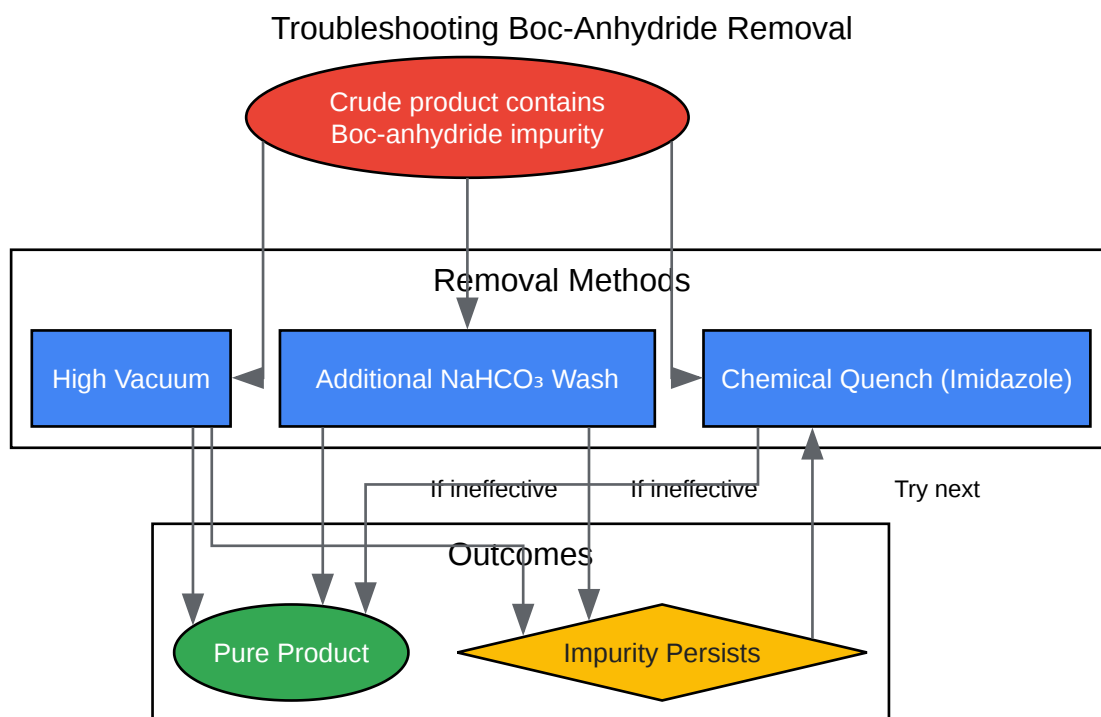 Troubleshooting Boc-Anhydride Removal
Crude product contains
Boc-anhydride impurity
Removal Methods
High Vacuum
Additional NaHCO₃ Wash
Chemical Quench (Imidazole)
If ineffective
If ineffective
Try next
Outcomes
Pure Product
Impurity Persists